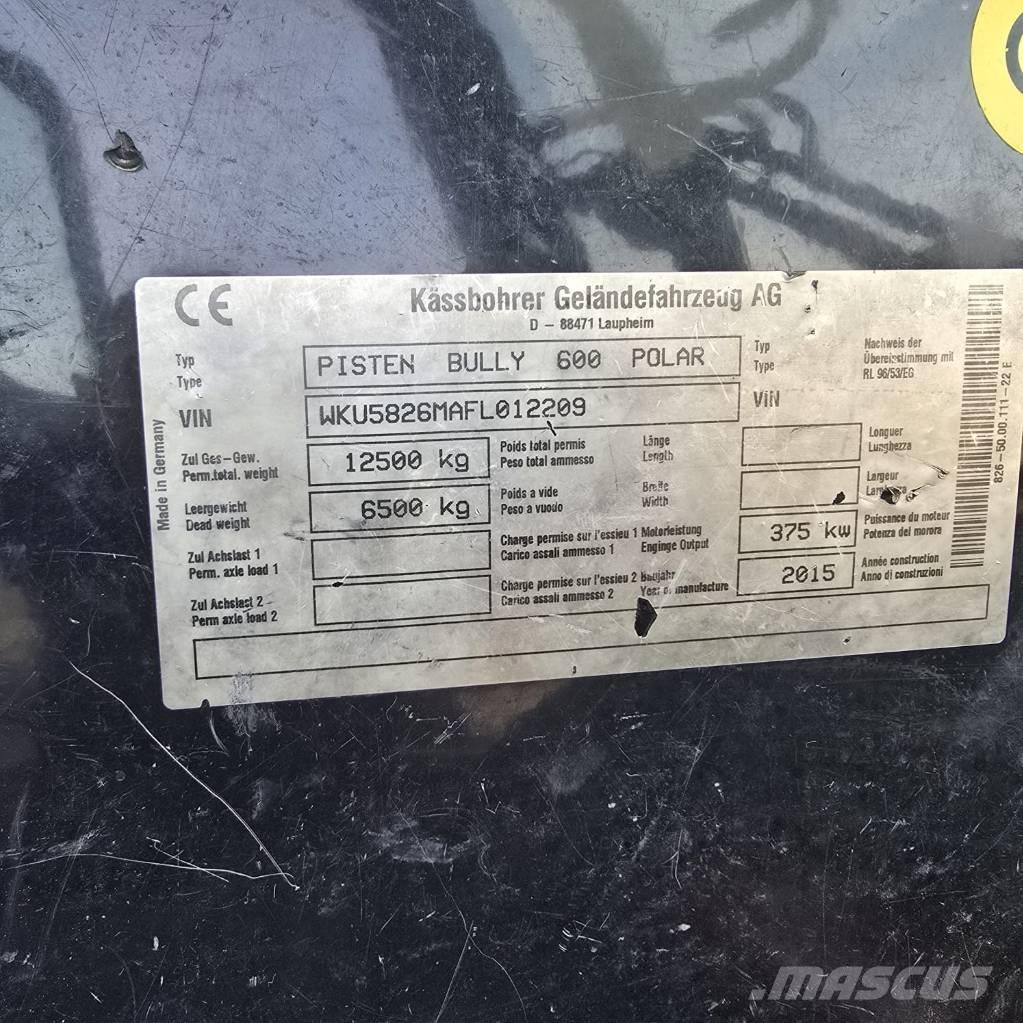 CE
Kässbohrer Geländefahrzeug AG
D – 88471 Laupheim
Typ
Type
PISTEN BULLY 600 POLAR
Typ
Type
Nachweis der
Übereinstimmung mit
RL 96/53/EG
VIN
WKU5826MAFL012209
VIN
Zul Ges-Gew.
Perm.total. weight
12500 kg
Poids total permis
Peso total ammesso
Länge
Length
Longuer
Lunghezza
Leergewicht
Dead weight
6500 kg
Poids a vide
Peso a vuodo
Breite
Width
Largeur
Zul Achslast 1
Perm. axle load 1
Charge permise sur l'essieu 1
Carico assali ammesso 1
Motorleistung
Enginge Output
375 kw
Puissance du moteur
Potenza del morora
Zul Achslast 2
Perm axle load 2
Charge permise sur l'essieu 2
Carico assali ammesso 2
Baujahr
Year of manufacture
2015
Année construction
Anno di construzioni
Made in Germany
826-50.00.111-22 E
MASCUS